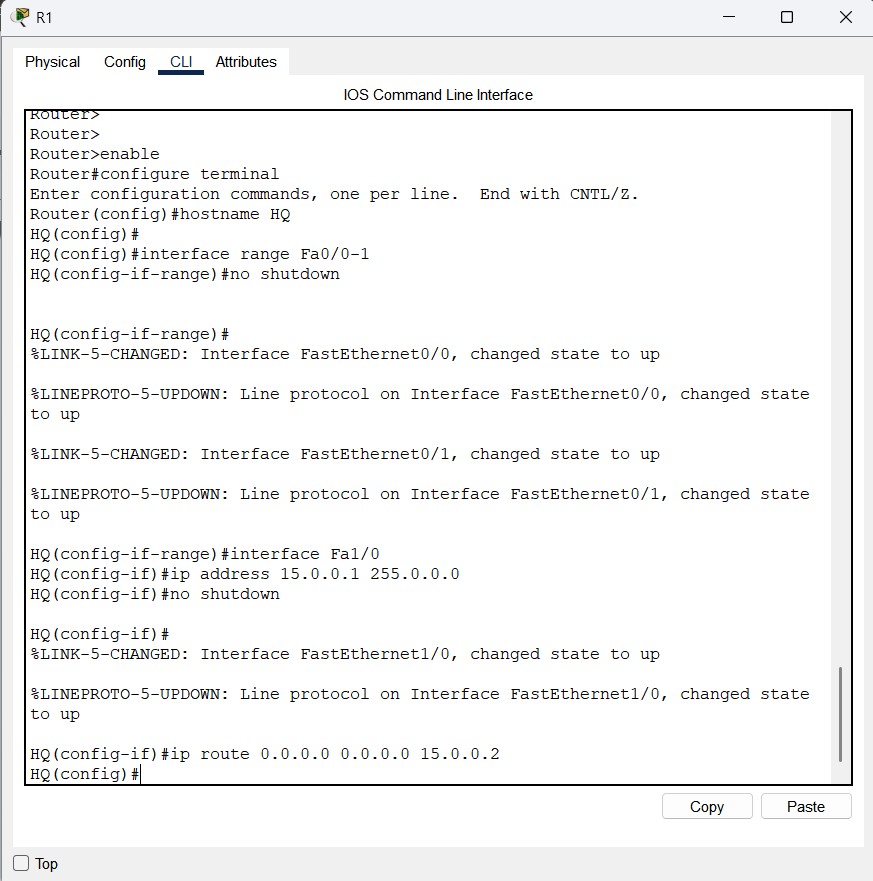 R1
Physical Config CLI Attributes
IOS Command Line Interface
Router>
Router>
Router>enable
Router#configure terminal
Enter configuration commands, one per line.  End with CNTL/Z.
Router(config)#hostname HQ
HQ(config)#
HQ(config)#interface range Fa0/0-1
HQ(config-if-range)#no shutdown
HQ(config-if-range)#
%LINK-5-CHANGED: Interface FastEthernet0/0, changed state to up
%LINEPROTO-5-UPDOWN: Line protocol on Interface FastEthernet0/0, changed state
to up
%LINK-5-CHANGED: Interface FastEthernet0/1, changed state to up
%LINEPROTO-5-UPDOWN: Line protocol on Interface FastEthernet0/1, changed state
to up
HQ(config-if-range)#interface Fa1/0
HQ(config-if)#ip address 15.0.0.1 255.0.0.0
HQ(config-if)#no shutdown
HQ(config-if)#
%LINK-5-CHANGED: Interface FastEthernet1/0, changed state to up
%LINEPROTO-5-UPDOWN: Line protocol on Interface FastEthernet1/0, changed state
to up
HQ(config-if)#ip route 0.0.0.0 0.0.0.0 15.0.0.2
HQ(config)#
Copy Paste
Top